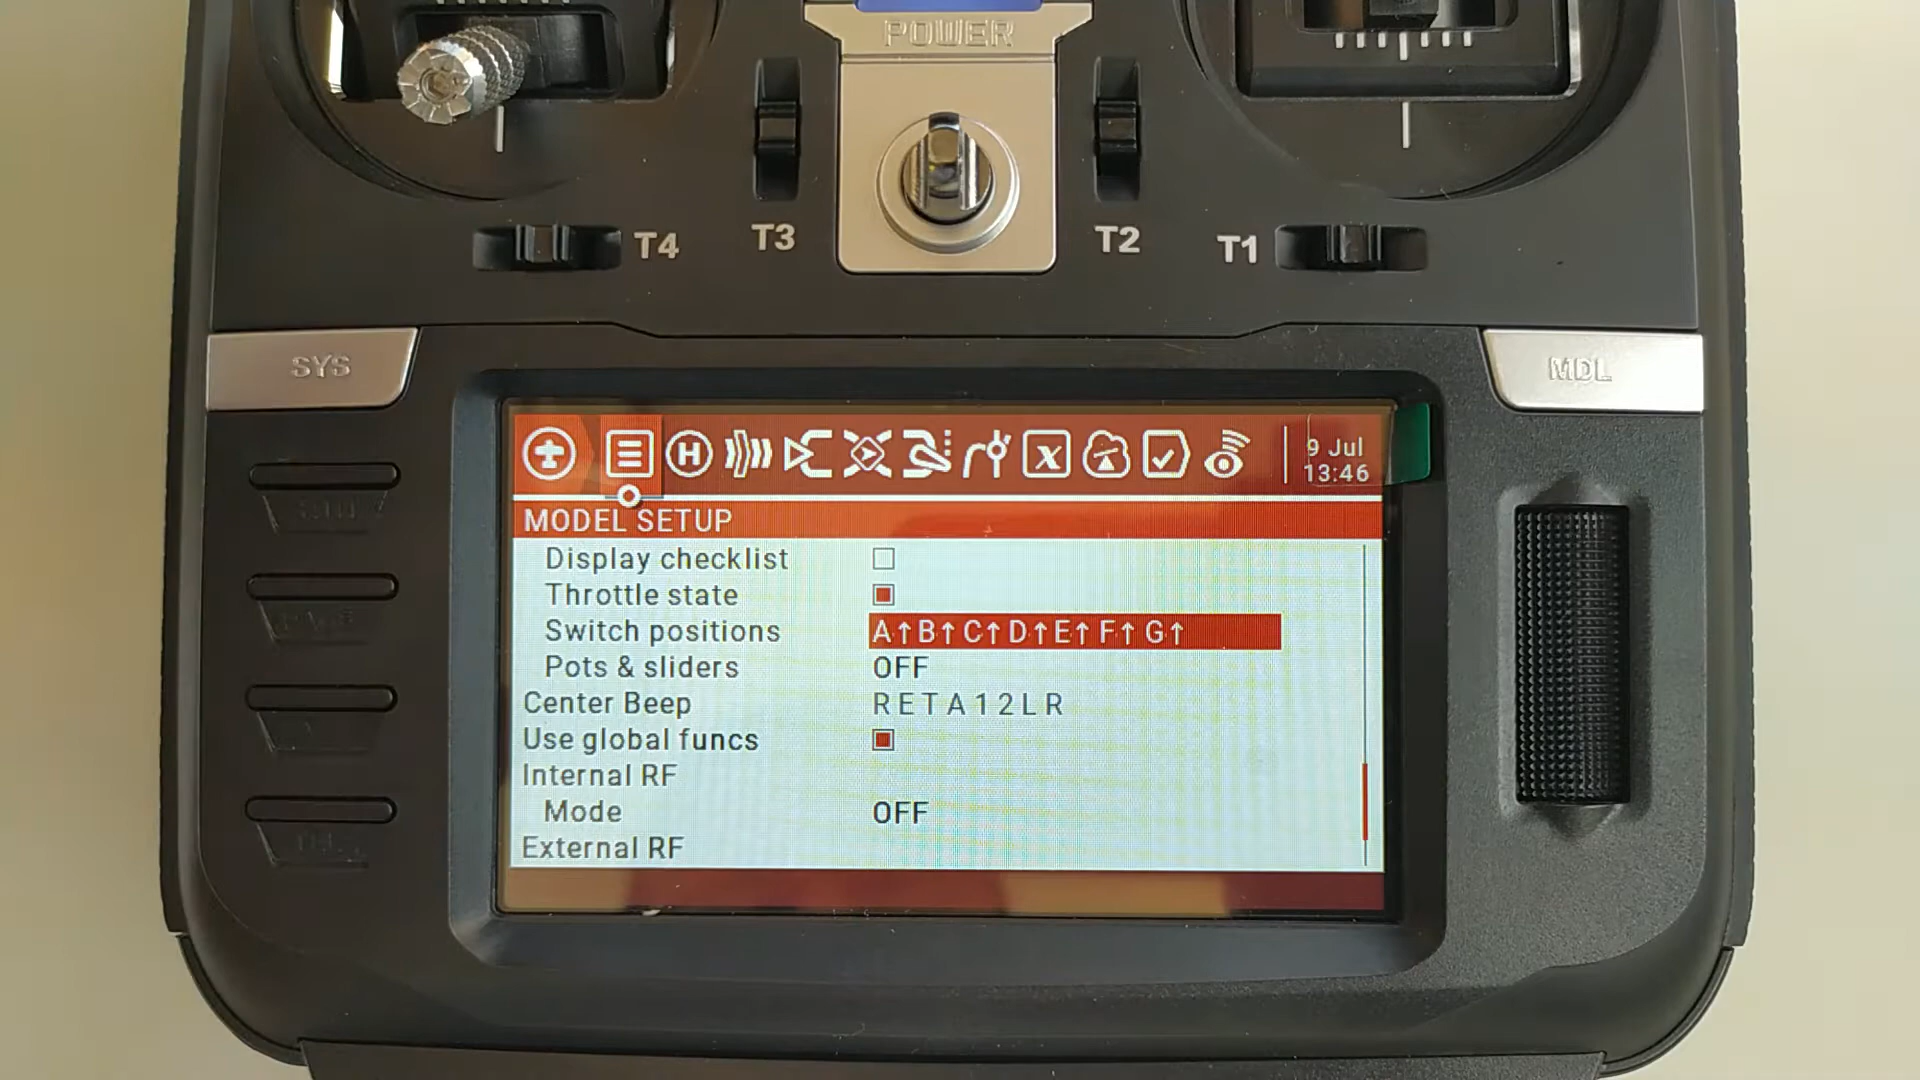 POWER
T4
T3
T2
T1
SYS
MDL
H
x
9 Jul
13:46
MODEL SETUP
Display checklist
Throttle state
Switch positions A↑B↑C↑D↑E↑F↑G↑
Pots & sliders OFF
Center Beep RETA12LR
Use global funcs
Internal RF
Mode OFF
External RF